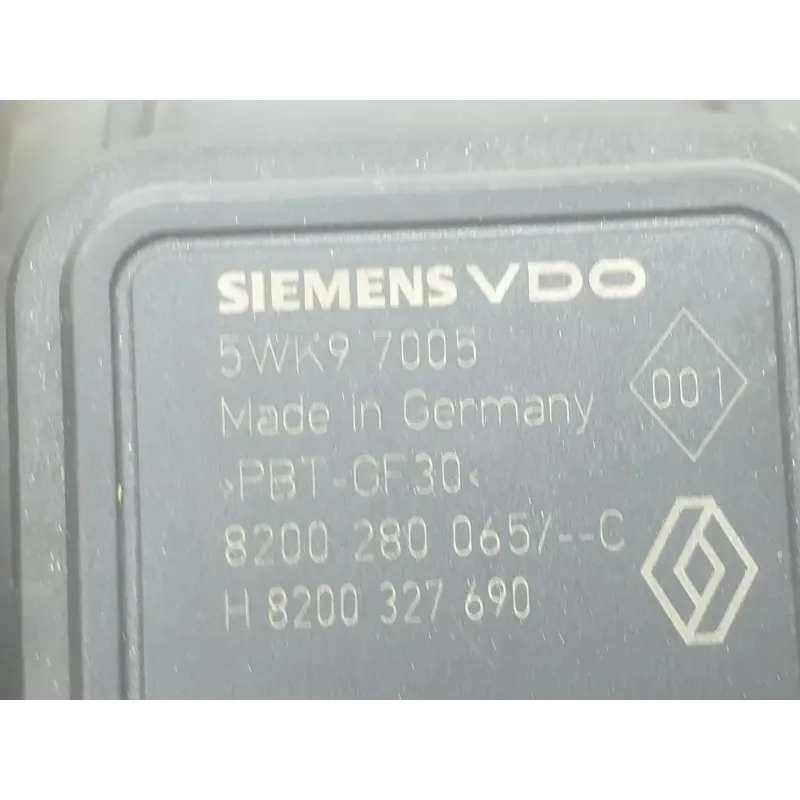 SIEMENS VDO
5WK9 7005
001
Made in Germany
>PBT-GF30<
8200 280 065/--C
H 8200 327 690